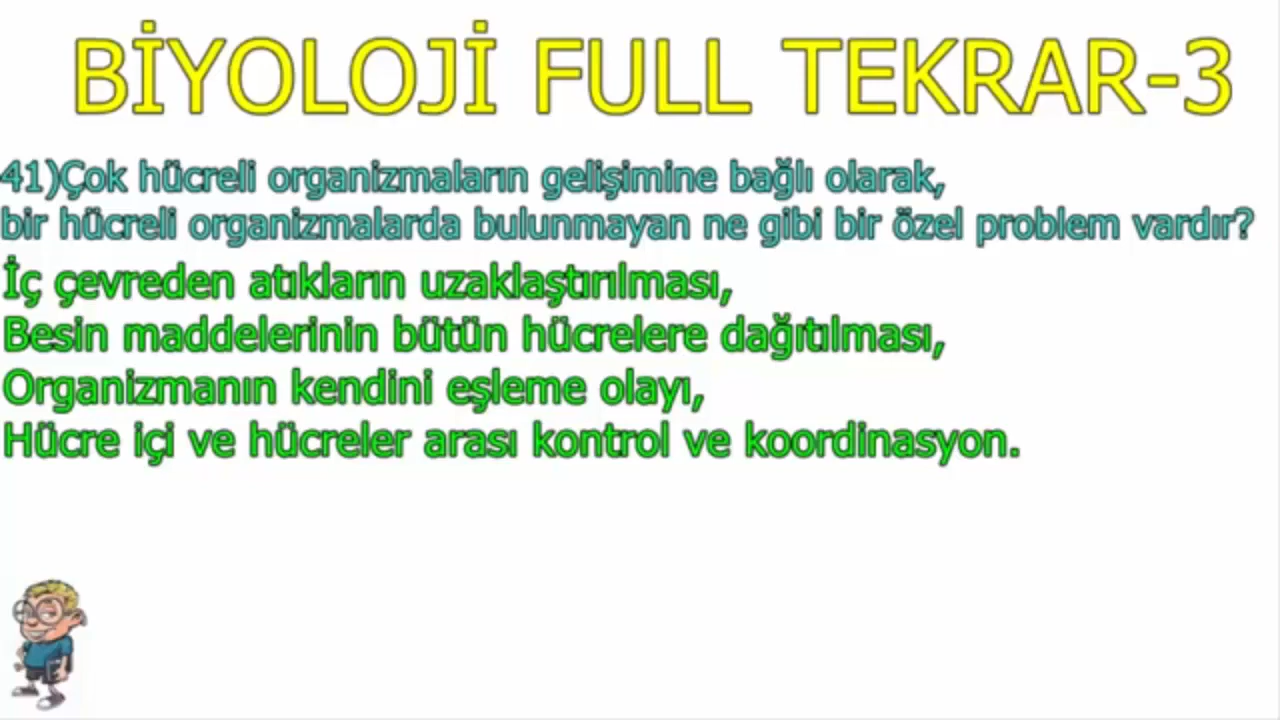 BİYOLOJİ FULL TEKRAR-3
41)Çok hücreli organizmaların gelişimine bağlı olarak,
bir hücreli organizmalarda bulunmayan ne gibi bir özel problem vardır?
İç çevreden atıkların uzaklaştırılması,
Besin maddelerinin bütün hücrelere dağıtılması,
Organizmanın kendini eşleme olayı,
Hücre içi ve hücreler arası kontrol ve koordinasyon.